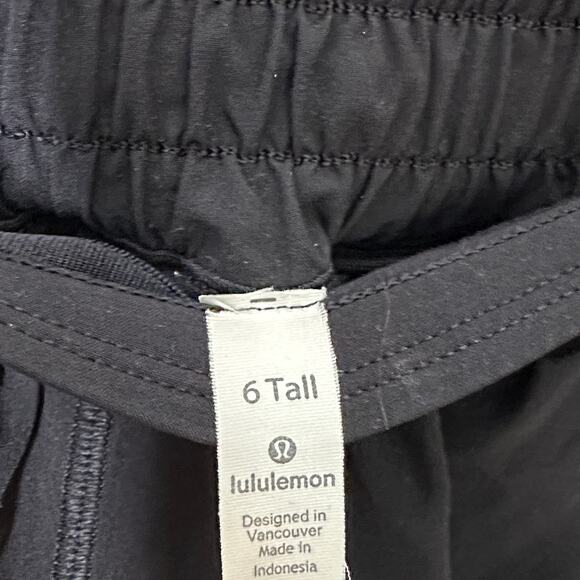 6 Tall
lululemon
Designed in
Vancouver
Made in
Indonesia